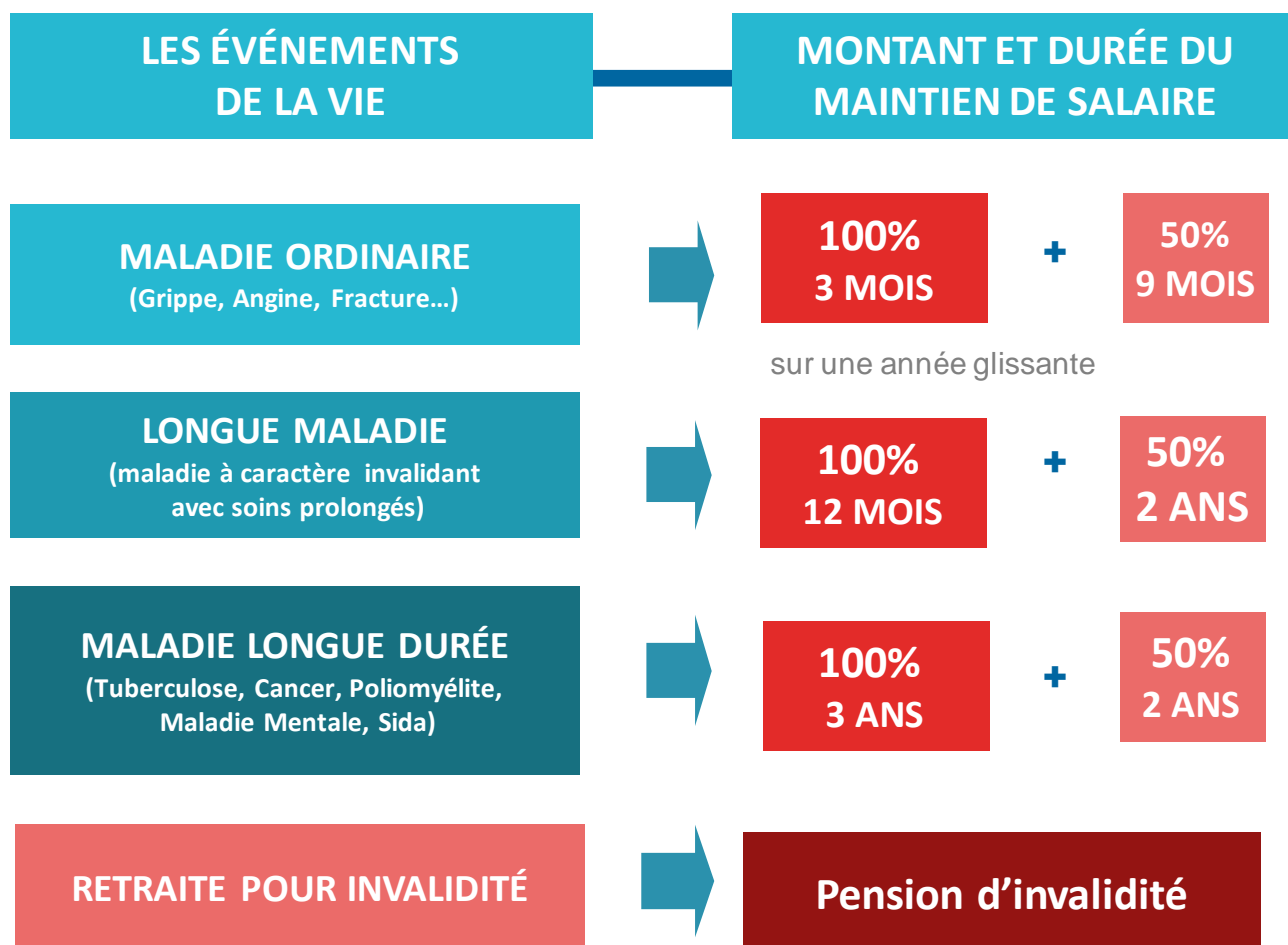 LES ÉVÉNEMENTS
DE LA VIE
MONTANT ET DURÉE DU
MAINTIEN DE SALAIRE
MALADIE ORDINAIRE
(Grippe, Angine, Fracture…)
100%
3 MOIS
+
50%
9 MOIS
sur une année glissante
LONGUE MALADIE
(maladie à caractère invalidant
avec soins prolongés)
100%
12 MOIS
+
50%
2 ANS
MALADIE LONGUE DURÉE
(Tuberculose, Cancer, Poliomyélite,
Maladie Mentale, Sida)
100%
3 ANS
+
50%
2 ANS
RETRAITE POUR INVALIDITÉ
Pension d'invalidité